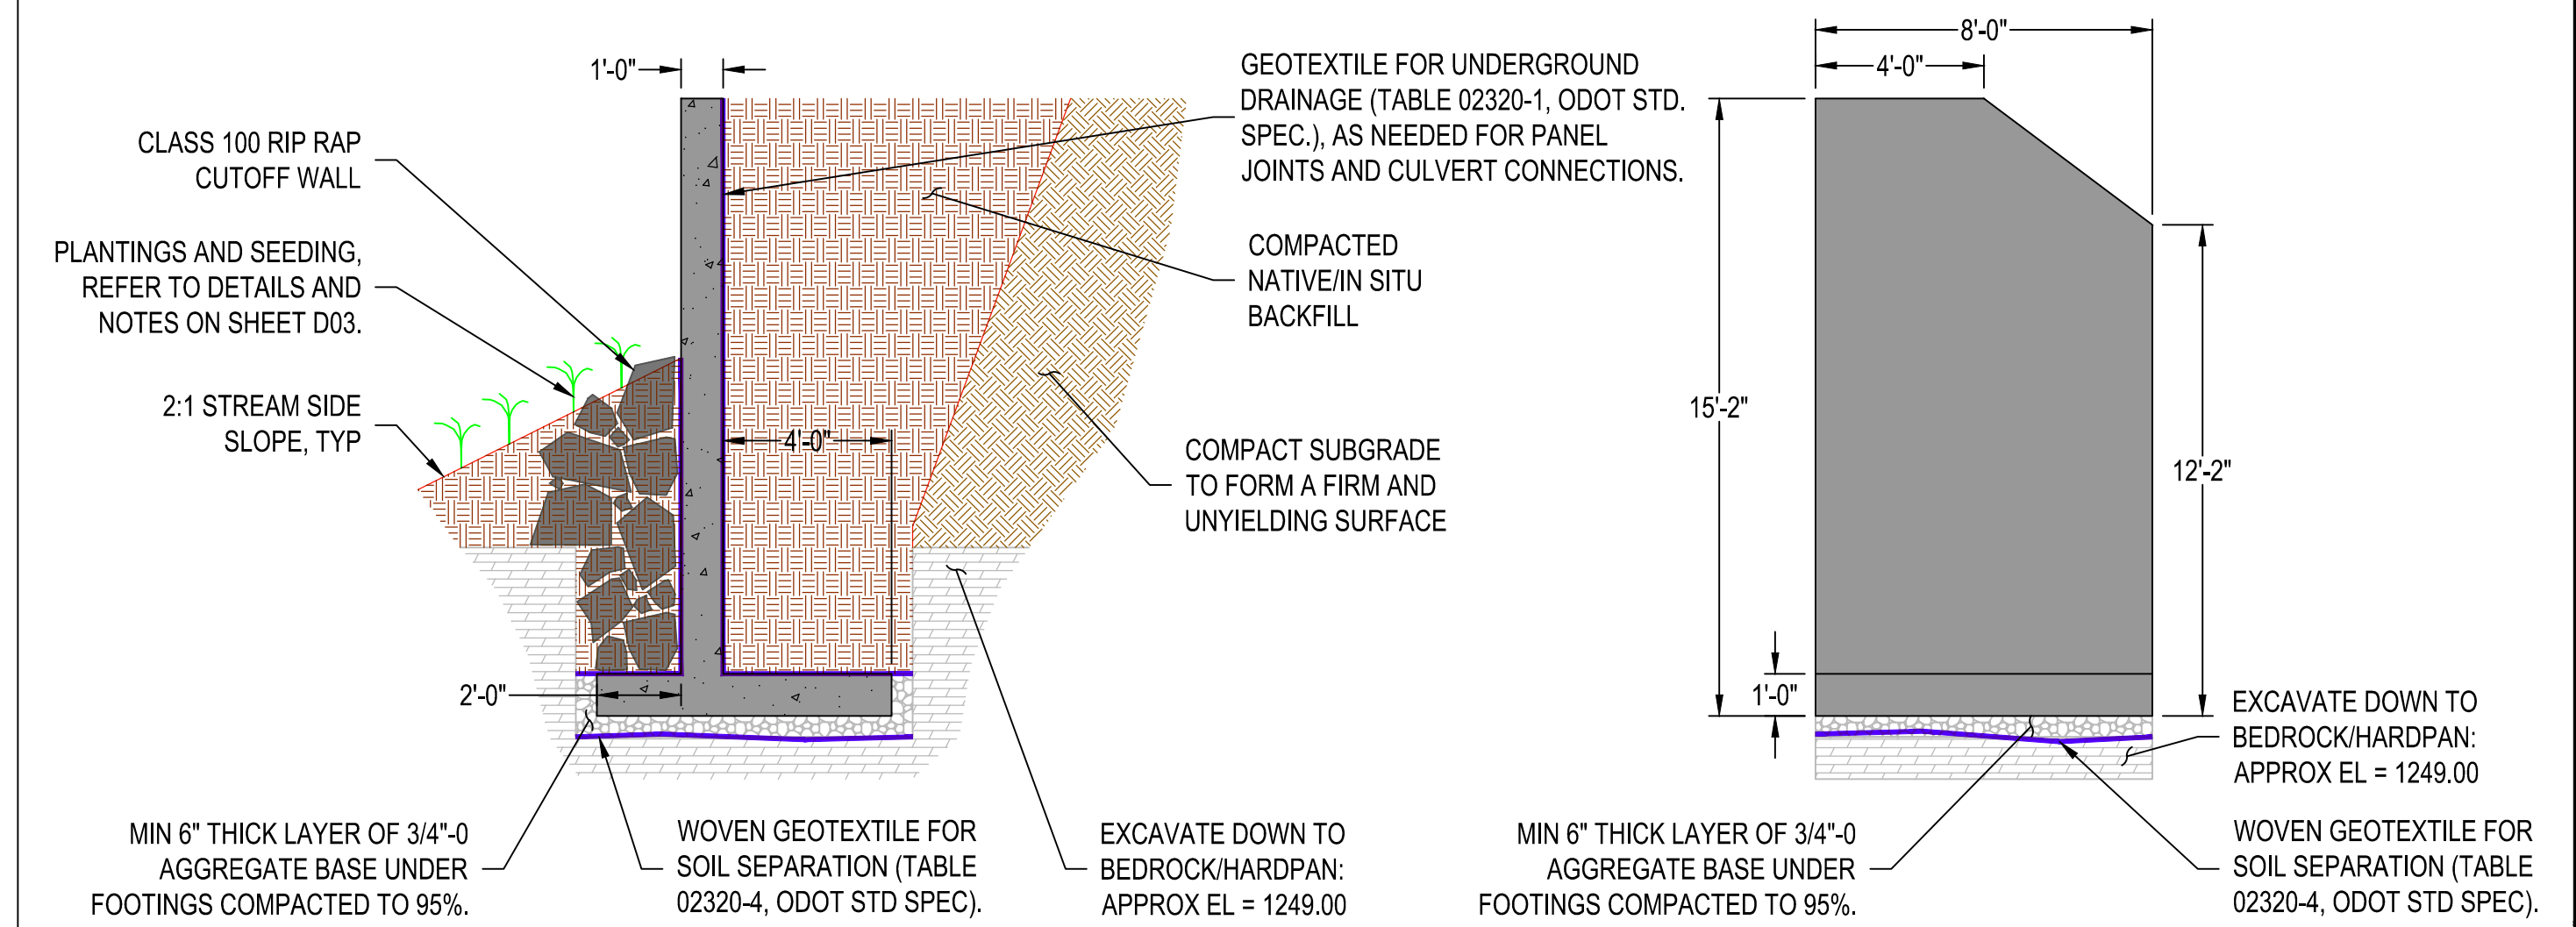 1'-0"
CLASS 100 RIP RAP
CUTOFF WALL
PLANTINGS AND SEEDING,
REFER TO DETAILS AND
NOTES ON SHEET D03.
2:1 STREAM SIDE
SLOPE, TYP
4'-0"
2'-0"
GEOTEXTILE FOR UNDERGROUND
DRAINAGE (TABLE 02320-1, ODOT STD.
SPEC.), AS NEEDED FOR PANEL
JOINTS AND CULVERT CONNECTIONS.
COMPACTED
NATIVE/IN SITU
BACKFILL
COMPACT SUBGRADE
TO FORM A FIRM AND
UNYIELDING SURFACE
MIN 6" THICK LAYER OF 3/4"-0
AGGREGATE BASE UNDER
FOOTINGS COMPACTED TO 95%.
WOVEN GEOTEXTILE FOR
SOIL SEPARATION (TABLE
02320-4, ODOT STD SPEC).
EXCAVATE DOWN TO
BEDROCK/HARDPAN:
APPROX EL = 1249.00
8'-0"
4'-0"
15'-2"
12'-2"
1'-0"
EXCAVATE DOWN TO
BEDROCK/HARDPAN:
APPROX EL = 1249.00
MIN 6" THICK LAYER OF 3/4"-0
AGGREGATE BASE UNDER
FOOTINGS COMPACTED TO 95%.
WOVEN GEOTEXTILE FOR
SOIL SEPARATION (TABLE
02320-4, ODOT STD SPEC).